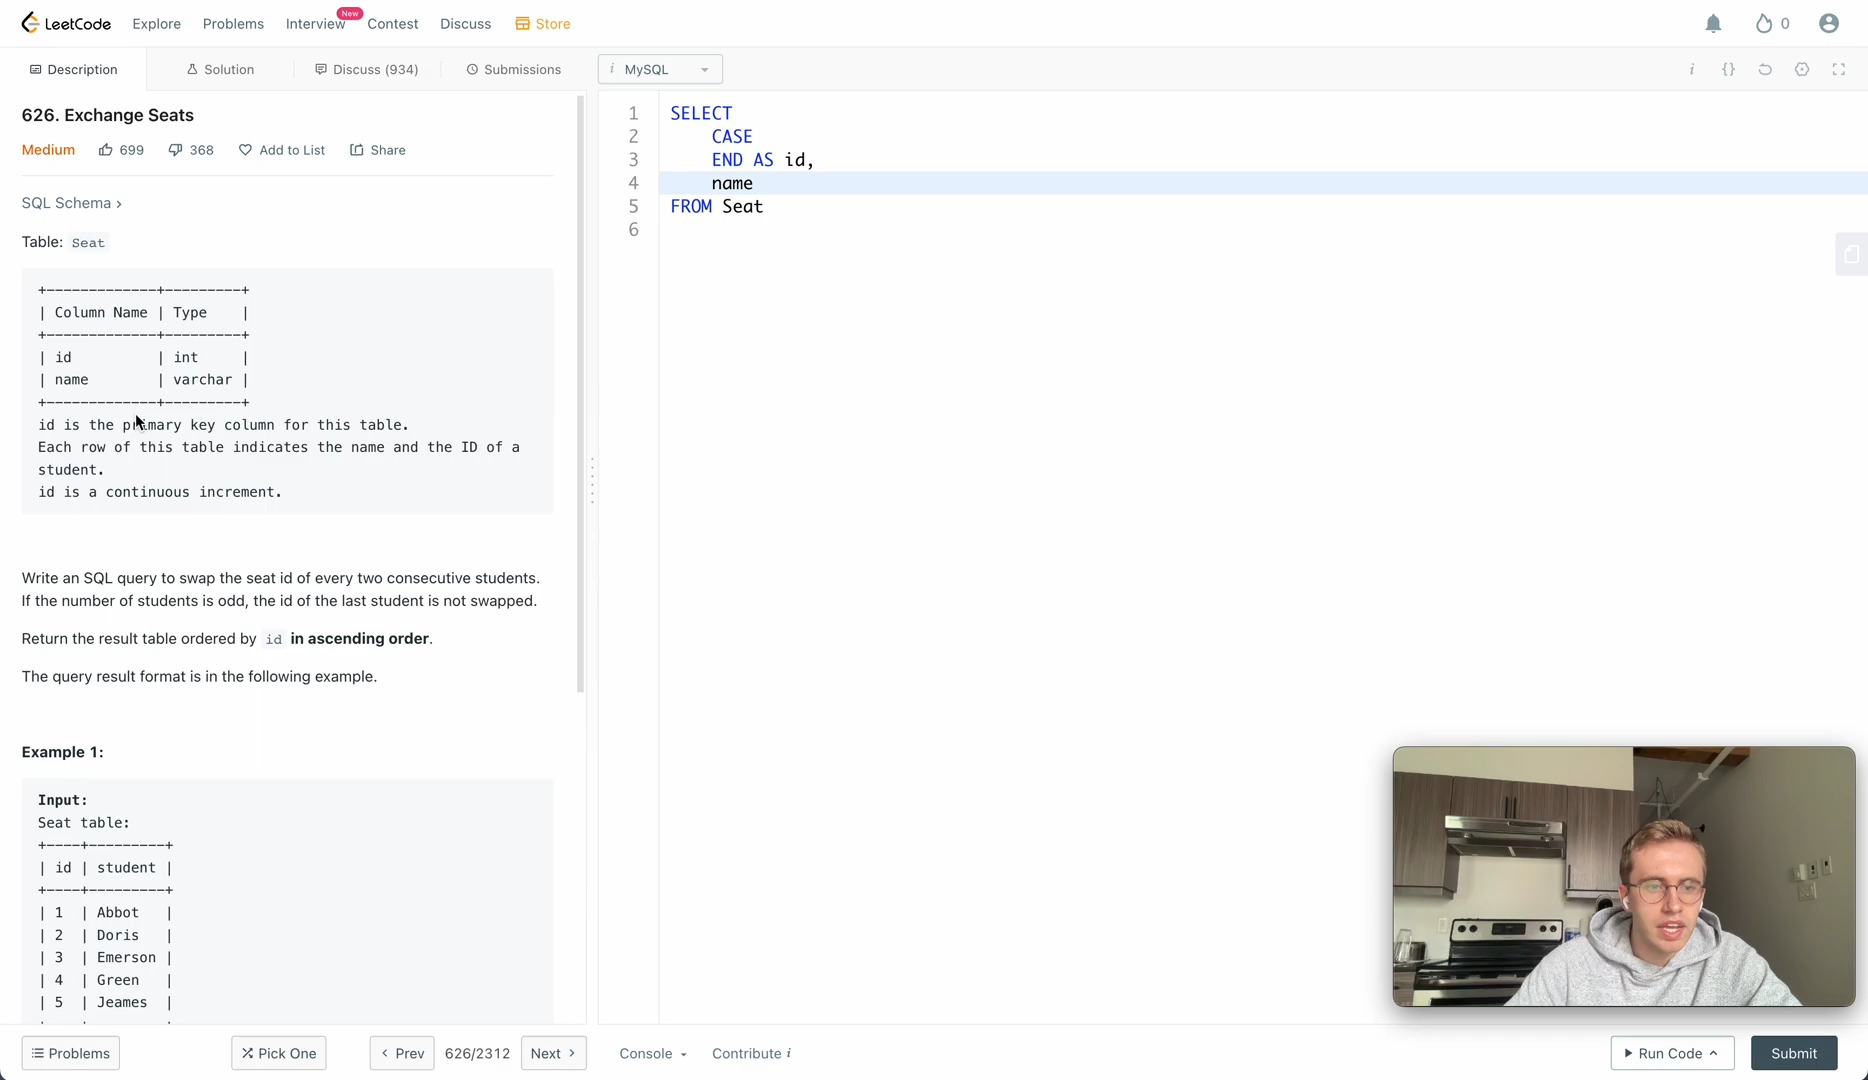 LeetCode Explore Problems Interview New Contest Discuss Store 0
Description Solution Discuss (934) Submissions i MySQL i {}
626. Exchange Seats
Medium 699 368 Add to List Share
SQL Schema ›
Table: Seat
+-------------+---------+
| Column Name | Type    |
+-------------+---------+
| id          | int     |
| name        | varchar |
+-------------+---------+
id is the primary key column for this table.
Each row of this table indicates the name and the ID of a
student.
id is a continuous increment.
Write an SQL query to swap the seat id of every two consecutive students.
If the number of students is odd, the id of the last student is not swapped.
Return the result table ordered by id in ascending order.
The query result format is in the following example.
Example 1:
Input:
Seat table:
+----+---------+
| id | student |
+----+---------+
| 1  | Abbot   |
| 2  | Doris   |
| 3  | Emerson |
| 4  | Green   |
| 5  | Jeames  |
1 SELECT
2 CASE
3 END AS id,
4 name
5 FROM Seat
6
Problems Pick One ‹ Prev 626/2312 Next › Console Contribute i Run Code Submit